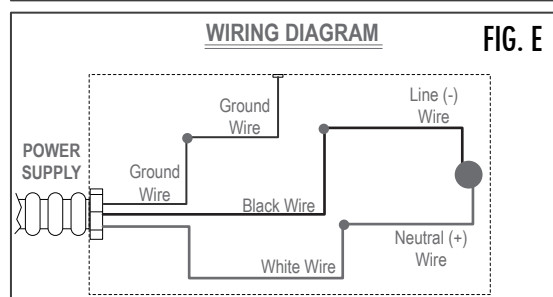 WIRING DIAGRAM
FIG. E
Ground
Wire
Line (-)
Wire
POWER
SUPPLY
Ground
Wire
Black Wire
Neutral (+)
Wire
White Wire